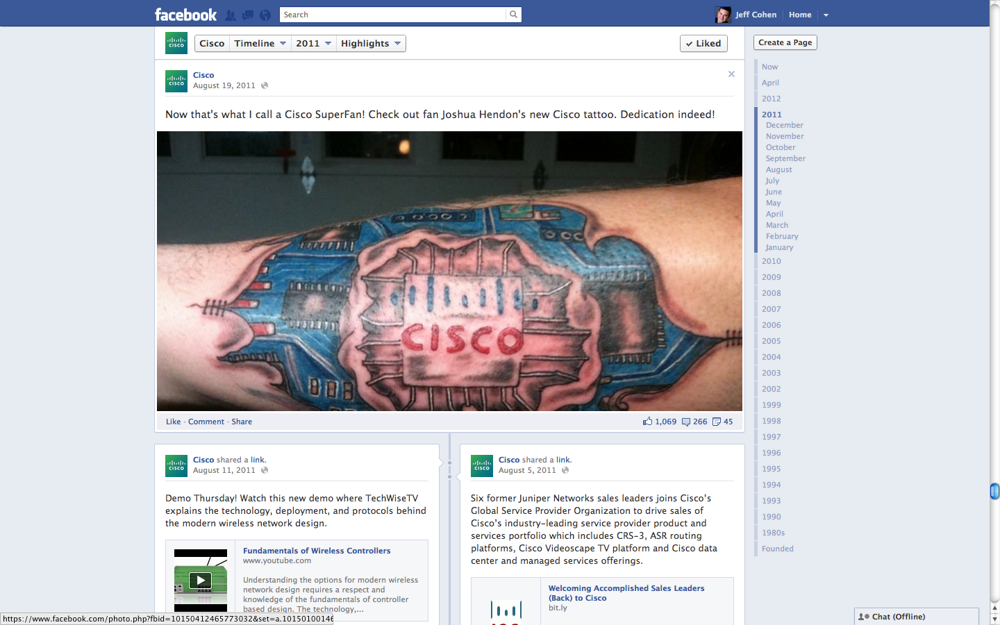 facebook
Search
Jeff Cohen
Home
CISCO
Cisco
Timeline
2011
Highlights
Liked
Create a Page
Now
April
2012
2011
December
November
October
September
August
July
June
May
April
March
February
January
2010
2009
2008
2007
2006
2005
2004
2003
2002
1999
1998
1997
1996
1995
1994
1993
1990
1980s
Founded
CISCO
Cisco
August 19, 2011
Now that's what I call a Cisco SuperFan! Check out fan Joshua Hendon's new Cisco tattoo. Dedication indeed!
CISCO
Like · Comment · Share
1,069 266 45
CISCO
Cisco shared a link.
August 11, 2011
Demo Thursday! Watch this new demo where TechWiseTV
explains the technology, deployment, and protocols behind
the modern wireless network design.
Fundamentals of Wireless Controllers
www.youtube.com
Understanding the options for modern wireless
network design requires a respect and
knowledge of the fundamentals of controller
based design. The technology,...
CISCO
Cisco shared a link.
August 5, 2011
Six former Juniper Networks sales leaders joins Cisco's
Global Service Provider Organization to drive sales of
Cisco's industry-leading service provider product and
services portfolio which includes CRS-3, ASR routing
platforms, Cisco Videoscape TV platform and Cisco data
center and managed services offerings.
Welcoming Accomplished Sales Leaders
(Back) to Cisco
bit.ly
https://www.facebook.com/photo.php?fbid=10150412465773032&set=a.1015010014
Chat (Offline)